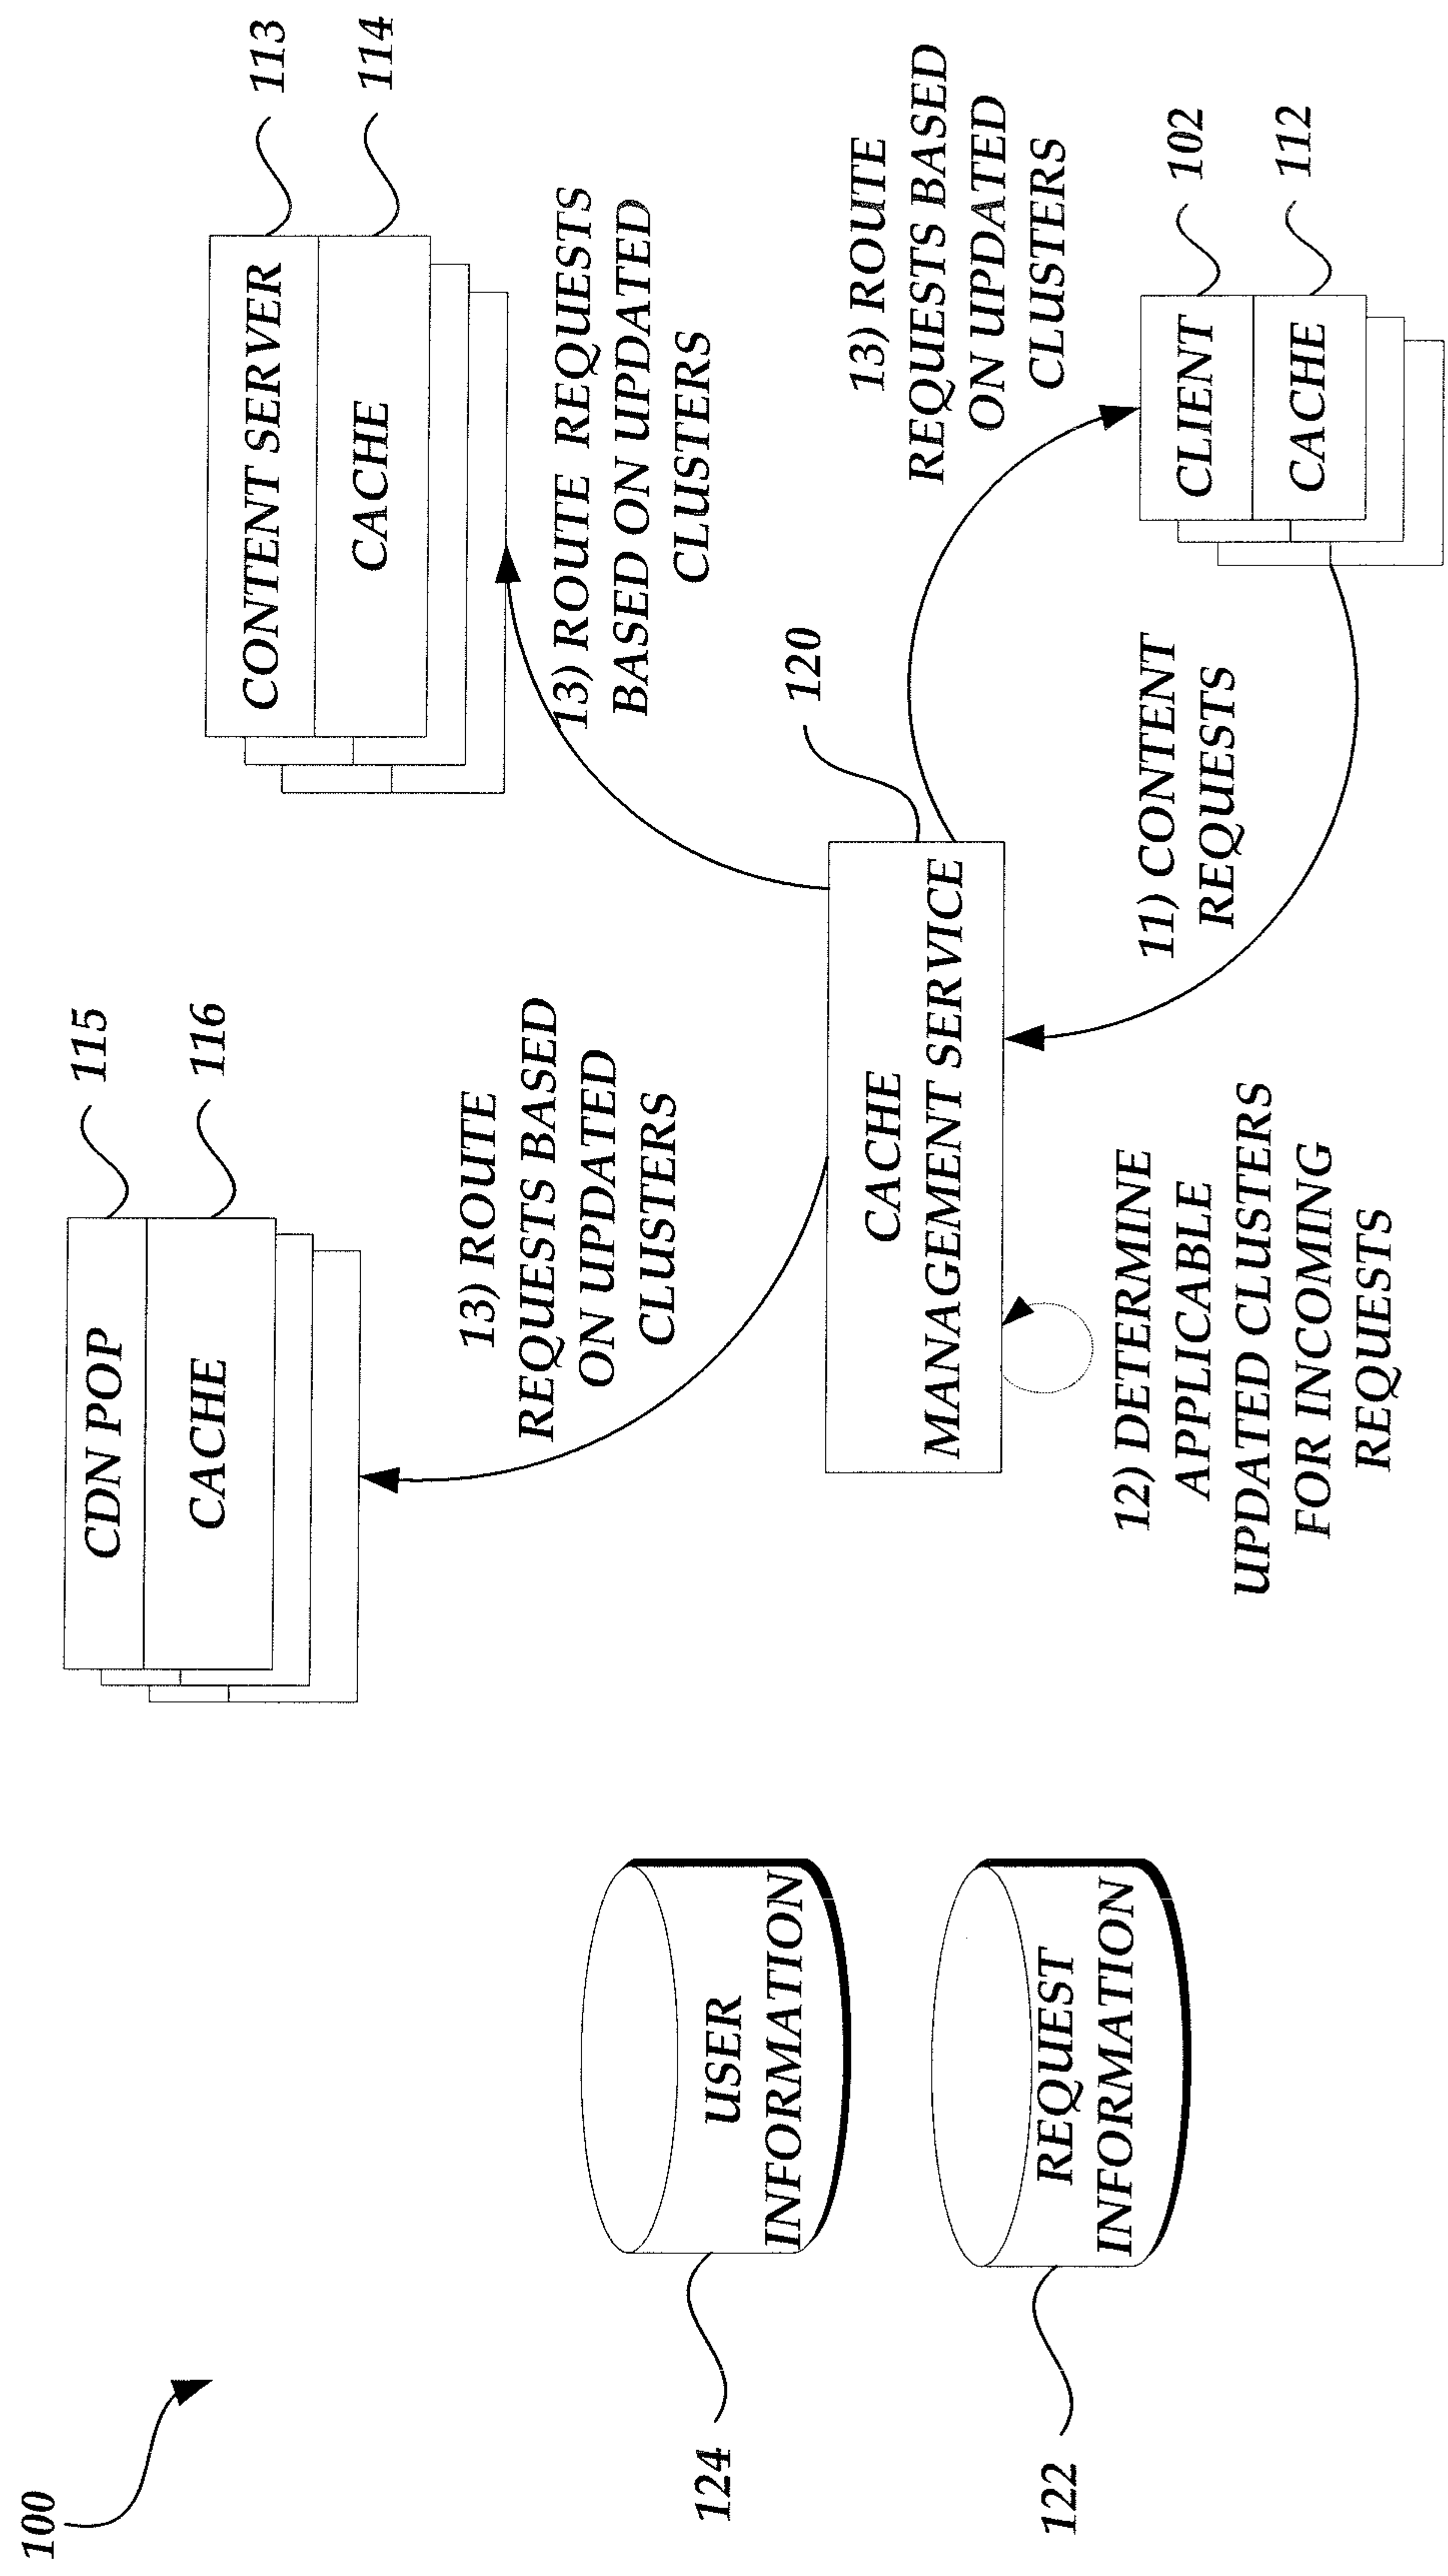 100
115
CDN POP
116
CACHE
113
CONTENT SERVER
114
CACHE
13) ROUTE
REQUESTS BASED
ON UPDATED
CLUSTERS
13) ROUTE REQUESTS
BASED ON UPDATED
CLUSTERS
124
USER
INFORMATION
120
CACHE
MANAGEMENT SERVICE
13) ROUTE
REQUESTS BASED
ON UPDATED
CLUSTERS
122
REQUEST
INFORMATION
12) DETERMINE
APPLICABLE
UPDATED CLUSTERS
FOR INCOMING
REQUESTS
11) CONTENT
REQUESTS
102
CLIENT
112
CACHE